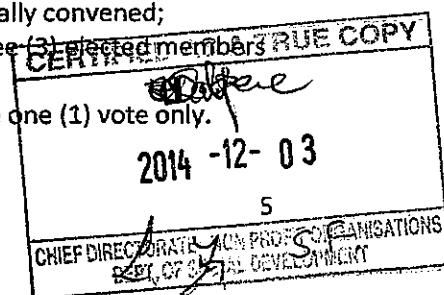 ally convened;
e (3) elected members
CERTIFIED A TRUE COPY
one (1) vote only.
2014 -12- 03
5
CHIEF DIRECTORATE NON PROFIT ORGANISATIONS
DEPT. OF SOCIAL DEVELOPMENT